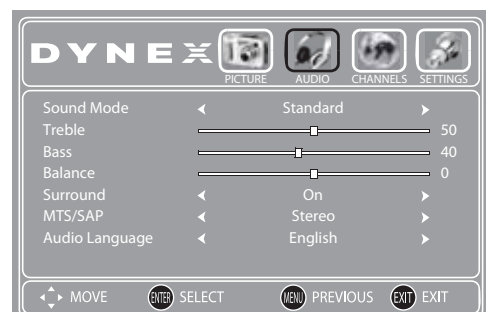 DYNEX
PICTURE AUDIO CHANNELS SETTINGS
Sound Mode Standard
Treble 50
Bass 40
Balance 0
Surround On
MTS/SAP Stereo
Audio Language English
MOVE ENTER SELECT MENU PREVIOUS EXIT EXIT